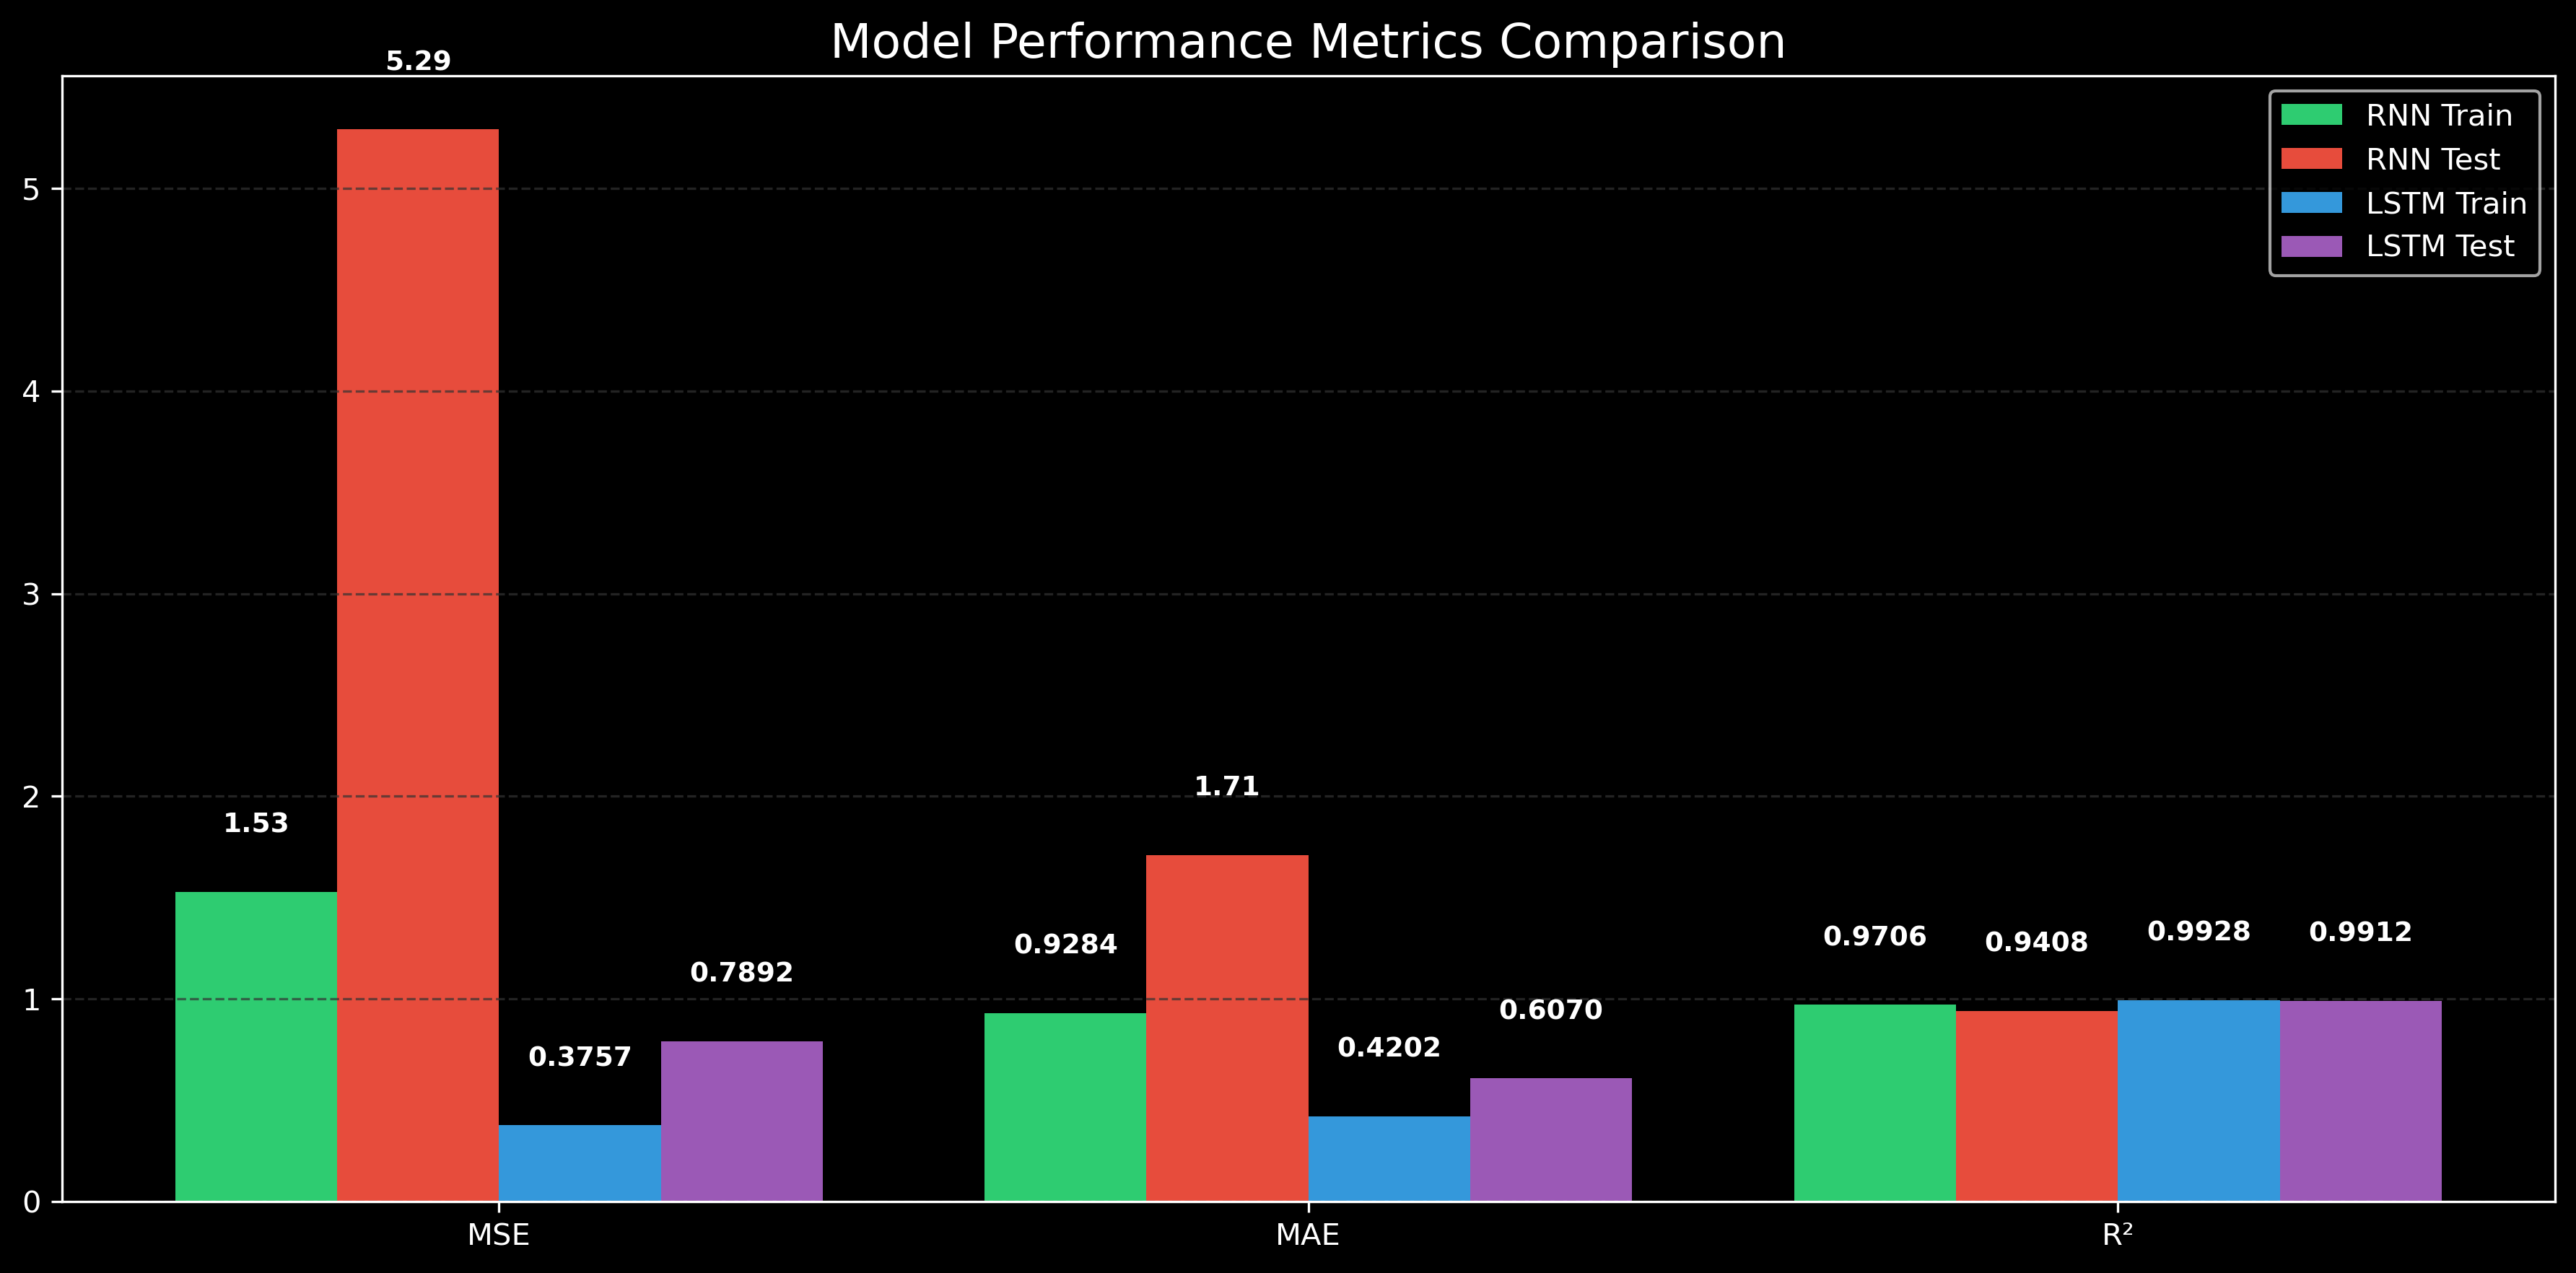 Model Performance Metrics Comparison
5.29
RNN Train
RNN Test
LSTM Train
LSTM Test
5
4
3
2
1
0
1.53
0.3757
0.7892
0.9284
1.71
0.4202
0.6070
0.9706
0.9408
0.9928
0.9912
MSE
MAE
R²